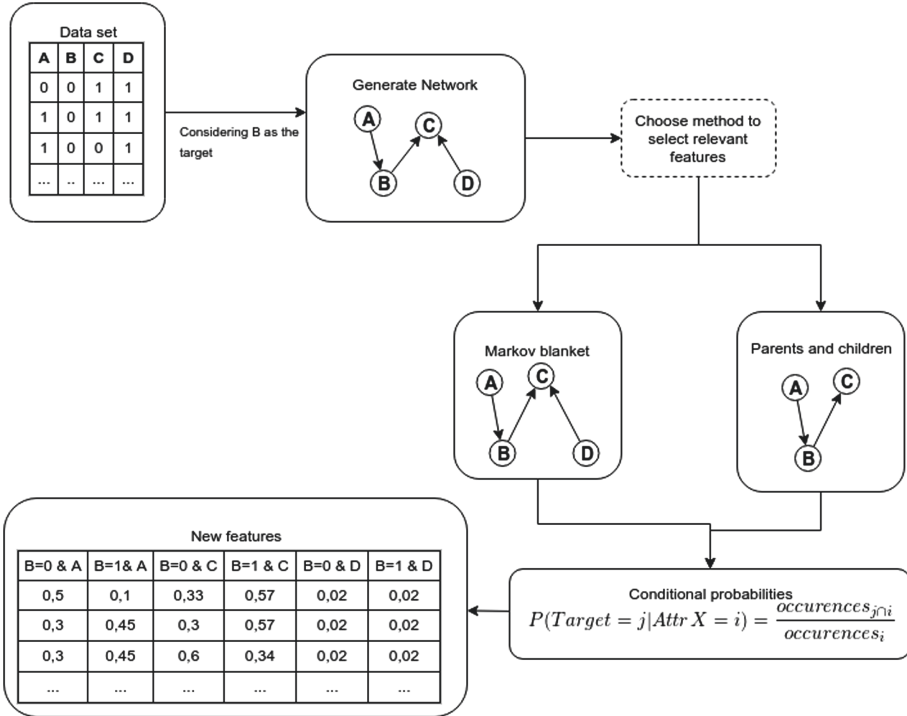 Data set
A B C D
0 0 1 1
1 0 1 1
1 0 0 1
... .. ... ...
Considering B as the
target
Generate Network
A
C
B
D
Choose method to
select relevant
features
Markov blanket
A
C
B
D
Parents and children
A
C
B
New features
B=0 & A B=1& A B=0 & C B=1 & C B=0 & D B=1 & D
0,5 0,1 0,33 0,57 0,02 0,02
0,3 0,45 0,3 0,57 0,02 0,02
0,3 0,45 0,6 0,34 0,02 0,02
... ... ... ... ... ...
Conditional probabilities
P(Target = j|Attr X = i) = occurences_{j∩i} / occurences_i